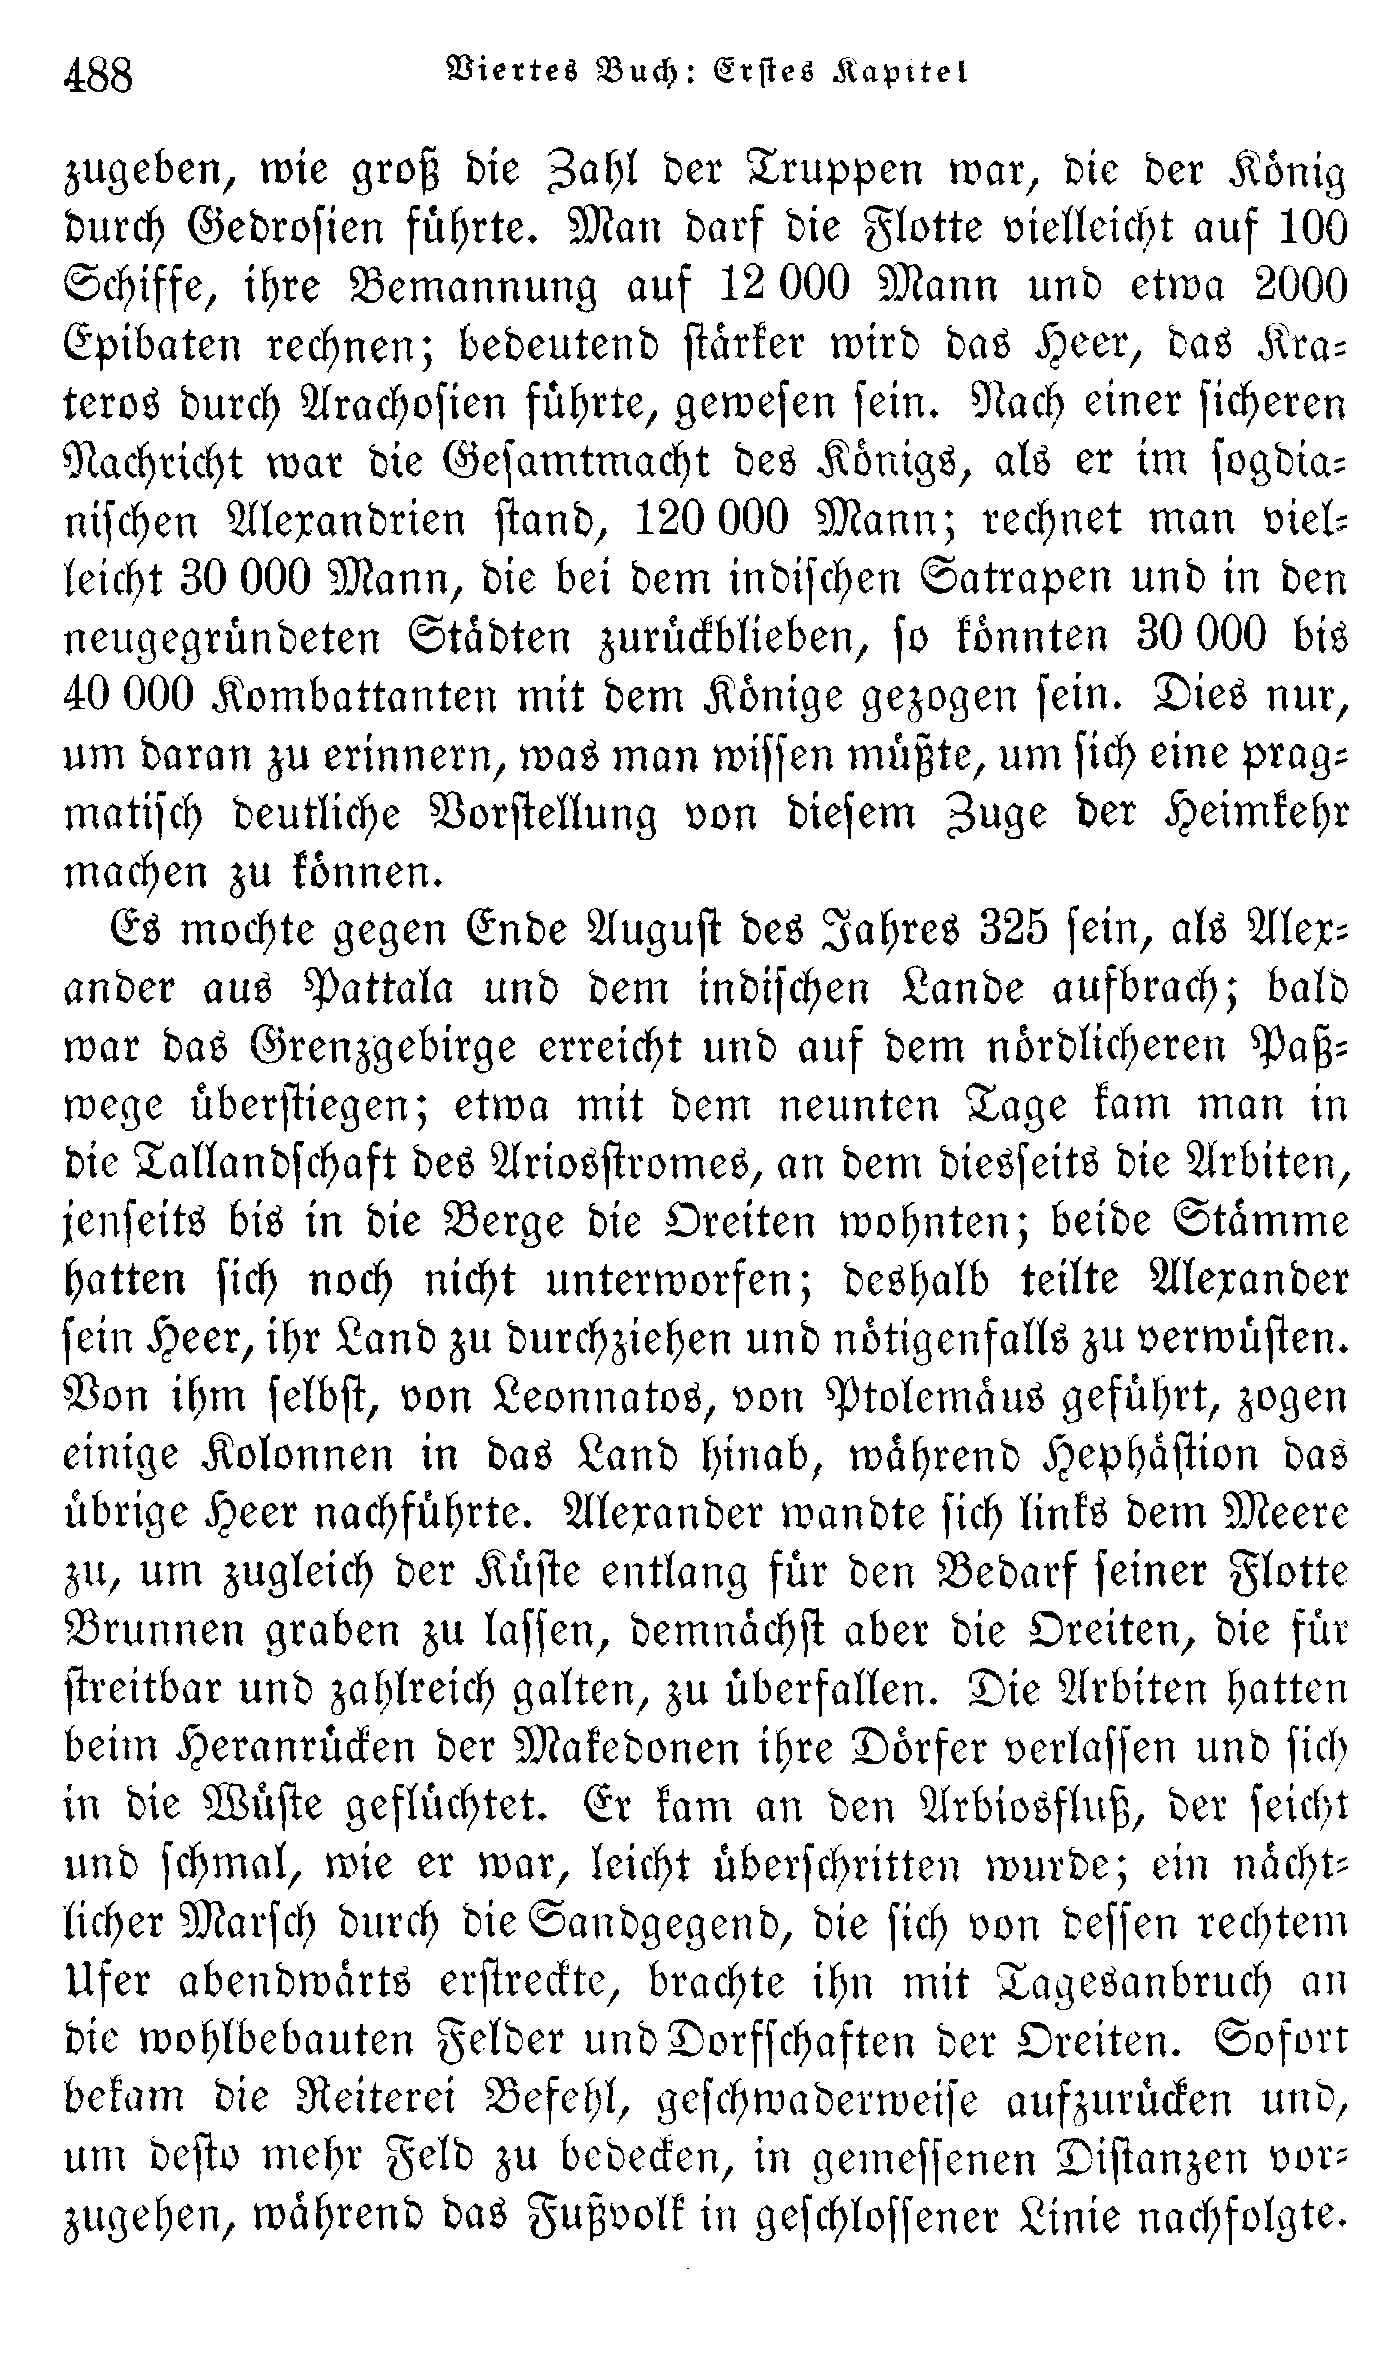 488 Viertes Buch: Erstes Kapitel
zugeben, wie groß die Zahl der Truppen war, die der König
durch Gedrosien führte. Man darf die Flotte vielleicht auf 100
Schiffe, ihre Bemannung auf 12 000 Mann und etwa 2000
Epibaten rechnen; bedeutend stärker wird das Heer, das Kra-
teros durch Arachosien führte, gewesen sein. Nach einer sicheren
Nachricht war die Gesamtmacht des Königs, als er im sogdia-
nischen Alexandrien stand, 120 000 Mann; rechnet man viel-
leicht 30 000 Mann, die bei dem indischen Satrapen und in den
neugegründeten Städten zurückblieben, so könnten 30 000 bis
40 000 Kombattanten mit dem Könige gezogen sein. Dies nur,
um daran zu erinnern, was man wissen müßte, um sich eine prag-
matisch deutliche Vorstellung von diesem Zuge der Heimkehr
machen zu können.
Es mochte gegen Ende August des Jahres 325 sein, als Alex-
ander aus Pattala und dem indischen Lande aufbrach; bald
war das Grenzgebirge erreicht und auf dem nördlicheren Paß-
wege überstiegen; etwa mit dem neunten Tage kam man in
die Tallandschaft des Ariosstromes, an dem diesseits die Arbiten,
jenseits bis in die Berge die Oreiten wohnten; beide Stämme
hatten sich noch nicht unterworfen; deshalb teilte Alexander
sein Heer, ihr Land zu durchziehen und nötigenfalls zu verwüsten.
Von ihm selbst, von Leonnatos, von Ptolemäus geführt, zogen
einige Kolonnen in das Land hinab, während Hephästion das
übrige Heer nachführte. Alexander wandte sich links dem Meere
zu, um zugleich der Küste entlang für den Bedarf seiner Flotte
Brunnen graben zu lassen, demnächst aber die Oreiten, die für
streitbar und zahlreich galten, zu überfallen. Die Arbiten hatten
beim Heranrücken der Makedonen ihre Dörfer verlassen und sich
in die Wüste geflüchtet. Er kam an den Arbiosfluß, der seicht
und schmal, wie er war, leicht überschritten wurde; ein nächt-
licher Marsch durch die Sandgegend, die sich von dessen rechtem
Ufer abendwärts erstreckte, brachte ihn mit Tagesanbruch an
die wohlbebauten Felder und Dorfschaften der Oreiten. Sofort
bekam die Reiterei Befehl, geschwaderweise aufzurücken und,
um desto mehr Feld zu bedecken, in gemessenen Distanzen vor-
zugehen, während das Fußvolk in geschlossener Linie nachfolgte.